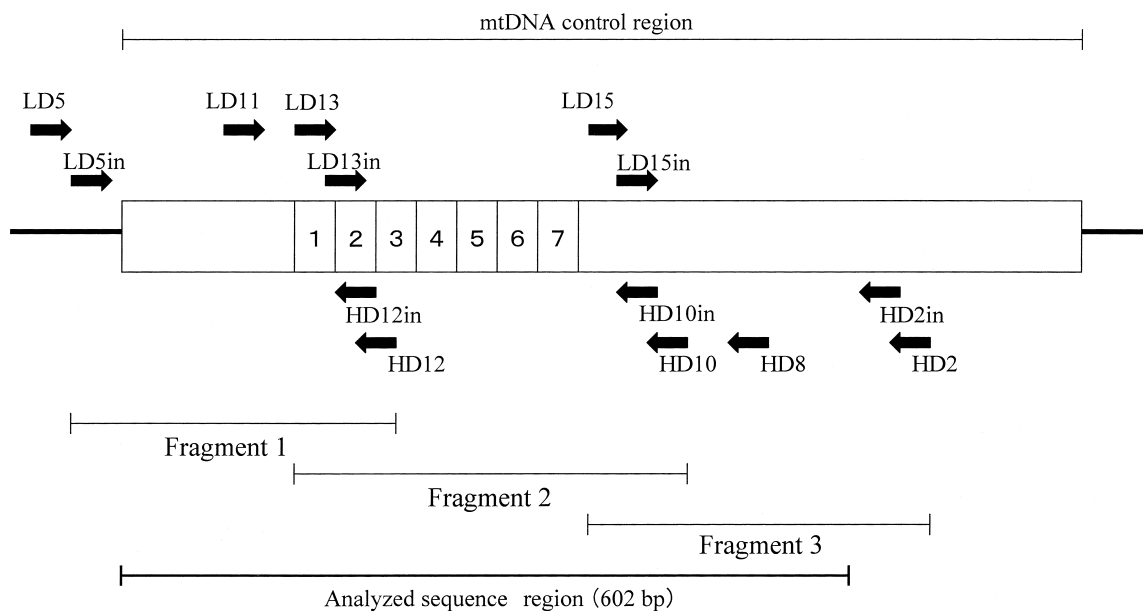 mtDNA control region
LD5 LD11 LD13 LD15
LD5in LD13in LD15in
1 2 3 4 5 6 7
HD12in HD10in HD2in
HD12 HD10 HD8 HD2
Fragment 1
Fragment 2
Fragment 3
Analyzed sequence region (602 bp)